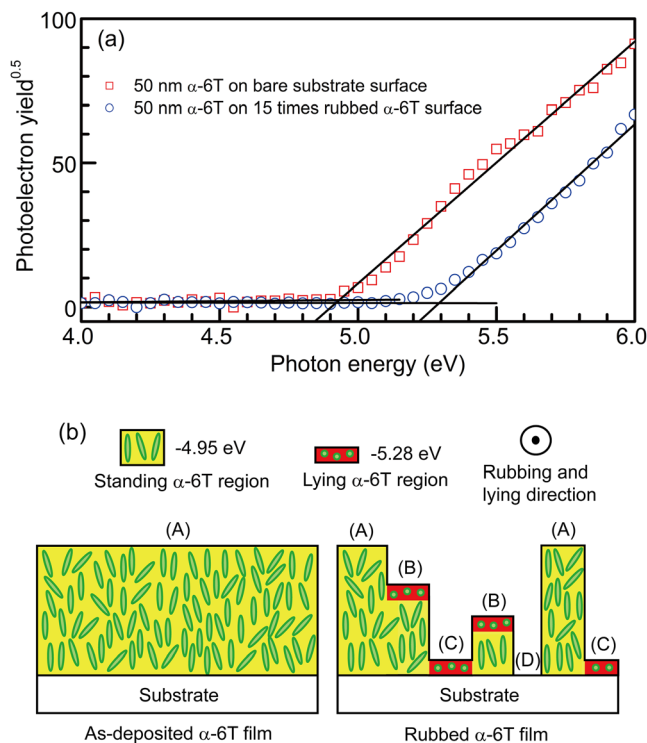 (a)
100
50
0
Photoelectron yield0.5
50 nm α-6T on bare substrate surface
50 nm α-6T on 15 times rubbed α-6T surface
4.0 4.5 5.0 5.5 6.0
Photon energy (eV)
(b)
-4.95 eV
Standing α-6T region
-5.28 eV
Lying α-6T region
Rubbing and
lying direction
(A)
Substrate
As-deposited α-6T film
(A) (A)
(B)
(B)
(C) (D) (C)
Substrate
Rubbed α-6T film